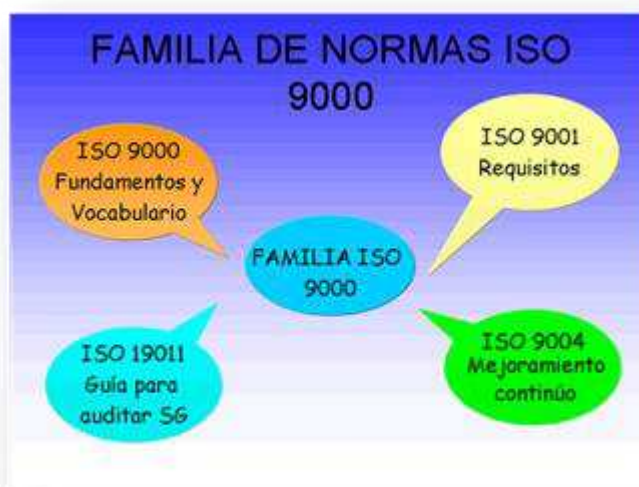 FAMILIA DE NORMAS ISO
9000
ISO 9000
Fundamentos y
Vocabulario
ISO 9001
Requisitos
FAMILIA ISO
9000
ISO 19011
Guía para
auditar SG
ISO 9004
Mejoramiento
continúo